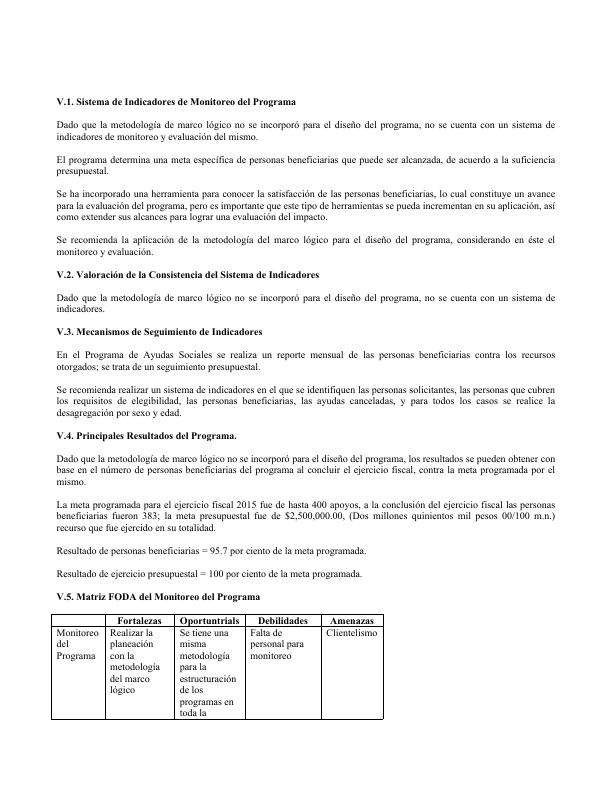 V.1. Sistema de Indicadores de Monitoreo del Programa
Dado que la metodología de marco lógico no se incorporó para el diseño del programa, no se cuenta con un sistema de
indicadores de monitoreo y evaluación del mismo.
El programa determina una meta específica de personas beneficiarias que puede ser alcanzada, de acuerdo a la suficiencia
presupuestal.
Se ha incorporado una herramienta para conocer la satisfacción de las personas beneficiarias, lo cual constituye un avance
para la evaluación del programa, pero es importante que este tipo de herramientas se pueda incrementan en su aplicación, así
como extender sus alcances para lograr una evaluación del impacto.
Se recomienda la aplicación de la metodología del marco lógico para el diseño del programa, considerando en éste el
monitoreo y evaluación.
V.2. Valoración de la Consistencia del Sistema de Indicadores
Dado que la metodología de marco lógico no se incorporó para el diseño del programa, no se cuenta con un sistema de
indicadores.
V.3. Mecanismos de Seguimiento de Indicadores
En el Programa de Ayudas Sociales se realiza un reporte mensual de las personas beneficiarias contra los recursos
otorgados; se trata de un seguimiento presupuestal.
Se recomienda realizar un sistema de indicadores en el que se identifiquen las personas solicitantes, las personas que cubren
los requisitos de elegibilidad, las personas beneficiarias, las ayudas canceladas, y para todos los casos se realice la
desagregación por sexo y edad.
V.4. Principales Resultados del Programa.
Dado que la metodología de marco lógico no se incorporó para el diseño del programa, los resultados se pueden obtener con
base en el número de personas beneficiarias del programa al concluir el ejercicio fiscal, contra la meta programada por el
mismo.
La meta programada para el ejercicio fiscal 2015 fue de hasta 400 apoyos, a la conclusión del ejercicio fiscal las personas
beneficiarias fueron 383; la meta presupuestal fue de $2,500,000.00, (Dos millones quinientos mil pesos 00/100 m.n.)
recurso que fue ejercido en su totalidad.
Resultado de personas beneficiarias = 95.7 por ciento de la meta programada.
Resultado de ejercicio presupuestal = 100 por ciento de la meta programada.
V.5. Matriz FODA del Monitoreo del Programa
Fortalezas Oportuntrials Debilidades Amenazas
Monitoreo Realizar la Se tiene una Falta de Clientelismo
del planeación misma personal para
Programa con la metodología monitoreo
metodología para la
del marco estructuración
lógico de los
programas en
toda la